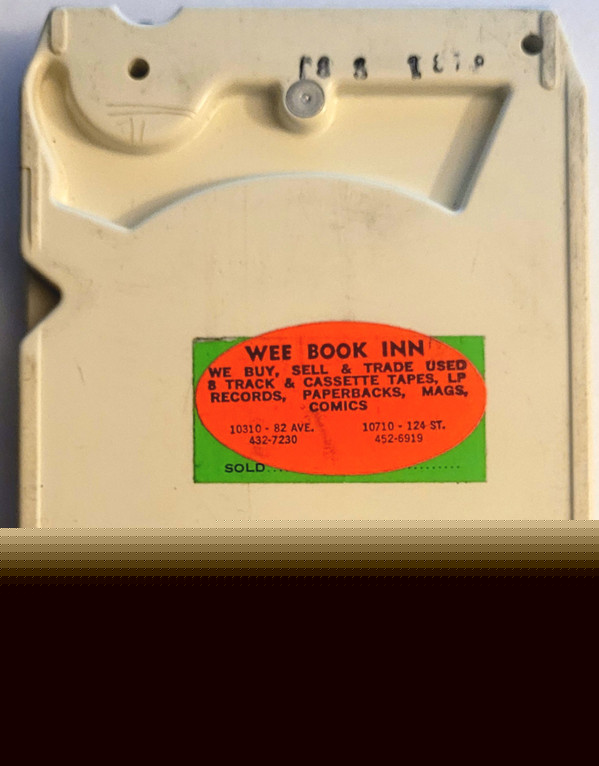 WEE BOOK INN
WE BUY, SELL & TRADE USED
8 TRACK & CASSETTE TAPES, LP
RECORDS, PAPERBACKS, MAGS,
COMICS
10310 - 82 AVE. 10710 - 124 ST.
432-7230 452-6919
SOLD....